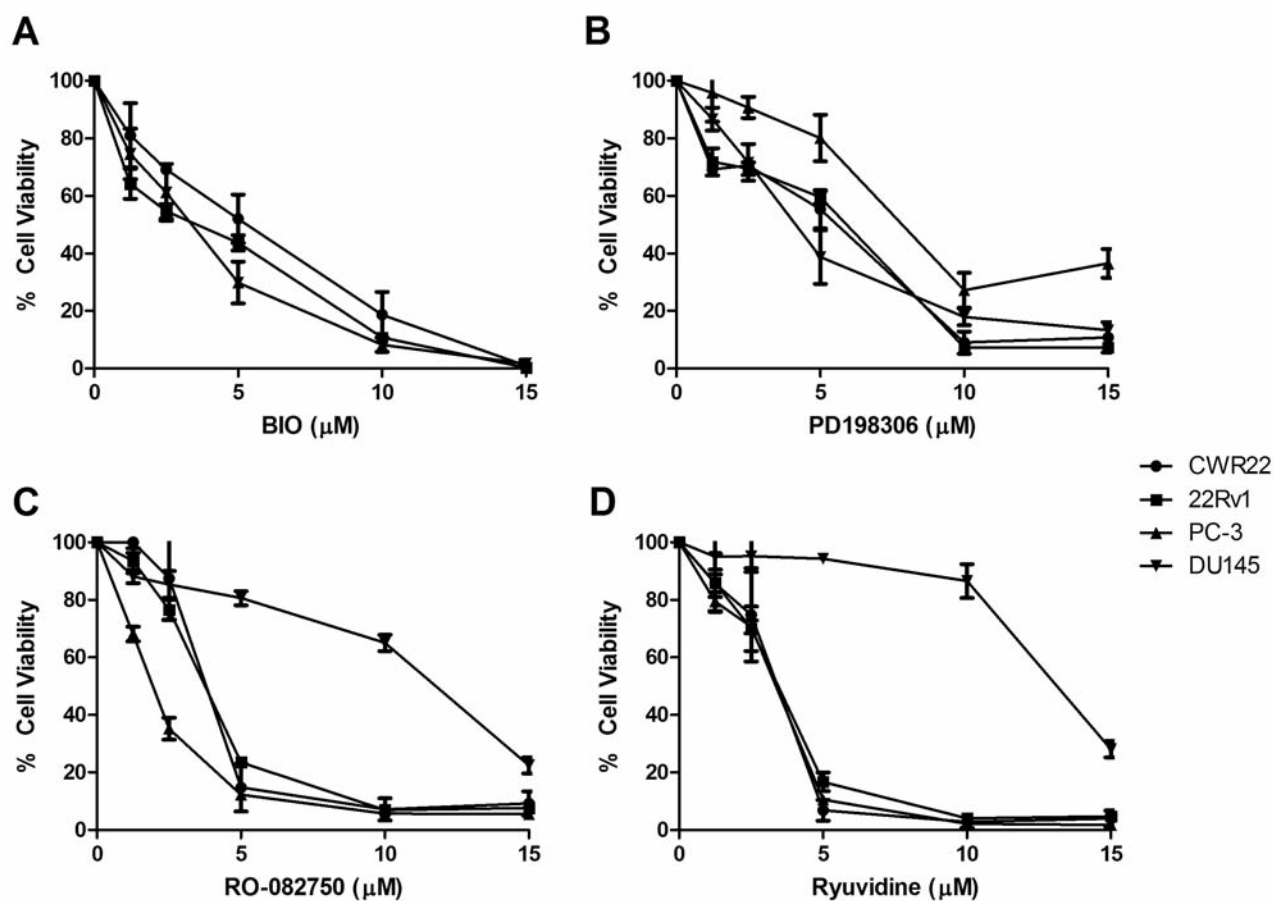 A
100
80
60
40
20
0
% Cell Viability
0 5 10 15
BIO (μM)
B
100
80
60
40
20
0
% Cell Viability
0 5 10 15
PD198306 (μM)
C
100
80
60
40
20
0
% Cell Viability
0 5 10 15
RO-082750 (μM)
D
100
80
60
40
20
0
% Cell Viability
0 5 10 15
Ryuvidine (μM)
CWR22
22Rv1
PC-3
DU145